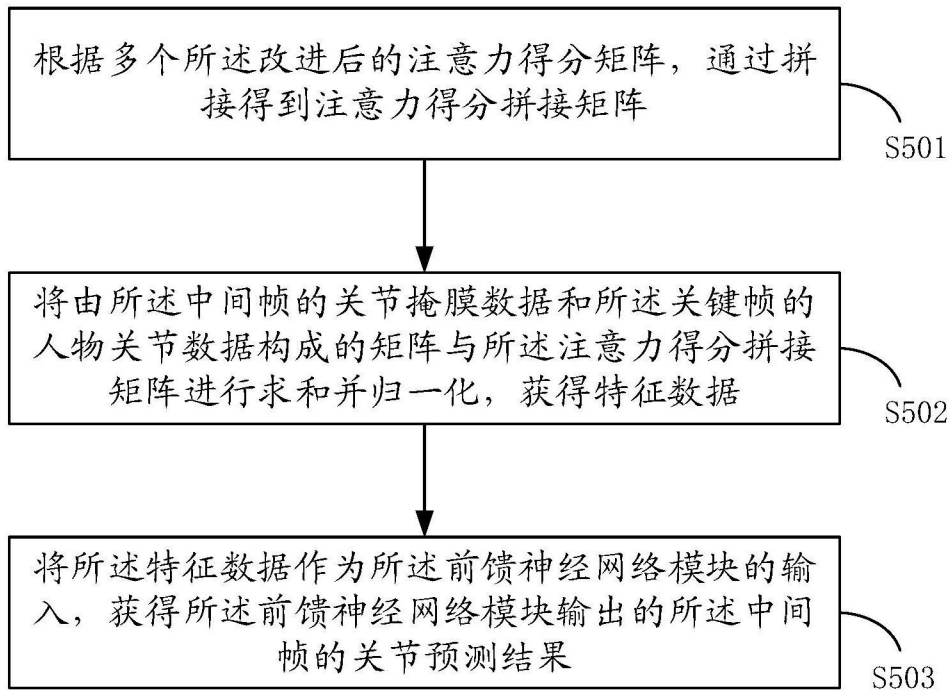 根据多个所述改进后的注意力得分矩阵，通过拼
接得到注意力得分拼接矩阵
S501
将由所述中间帧的关节掩膜数据和所述关键帧的
人物关节数据构成的矩阵与所述注意力得分拼接
矩阵进行求和并归一化，获得特征数据
S502
将所述特征数据作为所述前馈神经网络模块的输
入，获得所述前馈神经网络模块输出的所述中间
帧的关节预测结果
S503